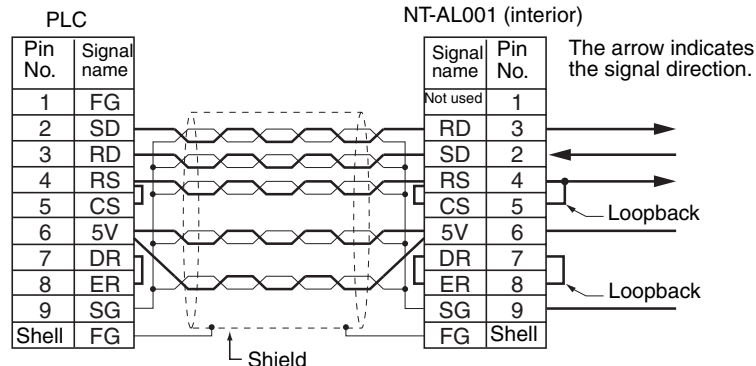 PLC
NT-AL001 (interior)
Pin No. Signal name
Signal name Pin No.
The arrow indicates
the signal direction.
1 FG
Not used 1
2 SD
RD 3
3 RD
SD 2
4 RS
RS 4
5 CS
CS 5
Loopback
6 5V
5V 6
7 DR
DR 7
8 ER
ER 8
Loopback
9 SG
SG 9
Shell FG
FG Shell
Shield